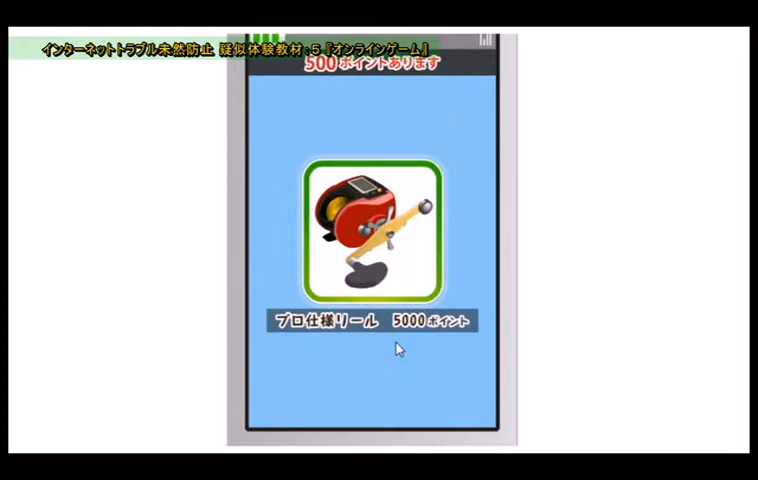 インターネットトラブル未然防止 疑似体験教材：５『オンラインゲーム』
500ポイントあります
プロ仕様リール 5000ポイント